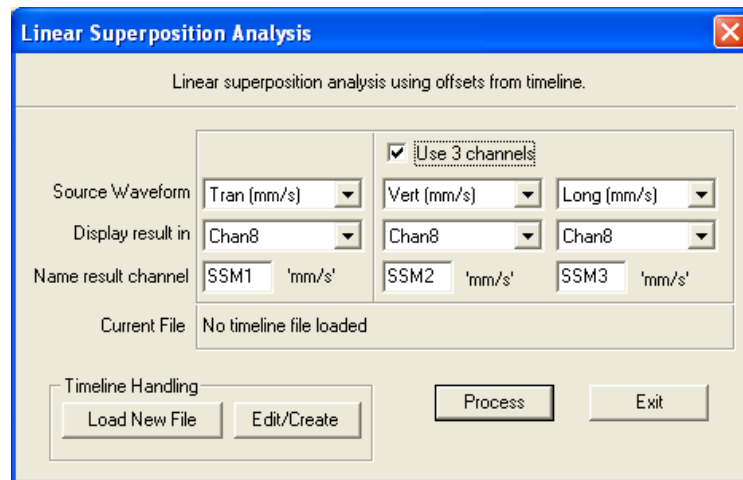 Linear Superposition Analysis
Linear superposition analysis using offsets from timeline.
Use 3 channels
Source Waveform Tran (mm/s) Vert (mm/s) Long (mm/s)
Display result in Chan8 Chan8 Chan8
Name result channel SSM1 'mm/s' SSM2 'mm/s' SSM3 'mm/s'
Current File No timeline file loaded
Timeline Handling
Load New File Edit/Create Process Exit